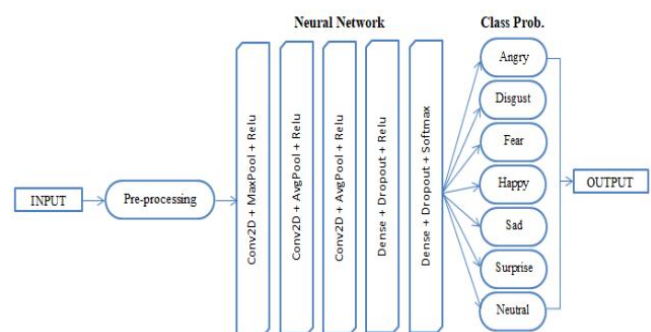 Neural Network
Class Prob.
INPUT
Pre-processing
Conv2D + MaxPool + Relu
Conv2D + AvgPool + Relu
Conv2D + AvgPool + Relu
Dense + Dropout + Relu
Dense + Dropout + Softmax
Angry
Disgust
Fear
Happy
Sad
Surprise
Neutral
OUTPUT